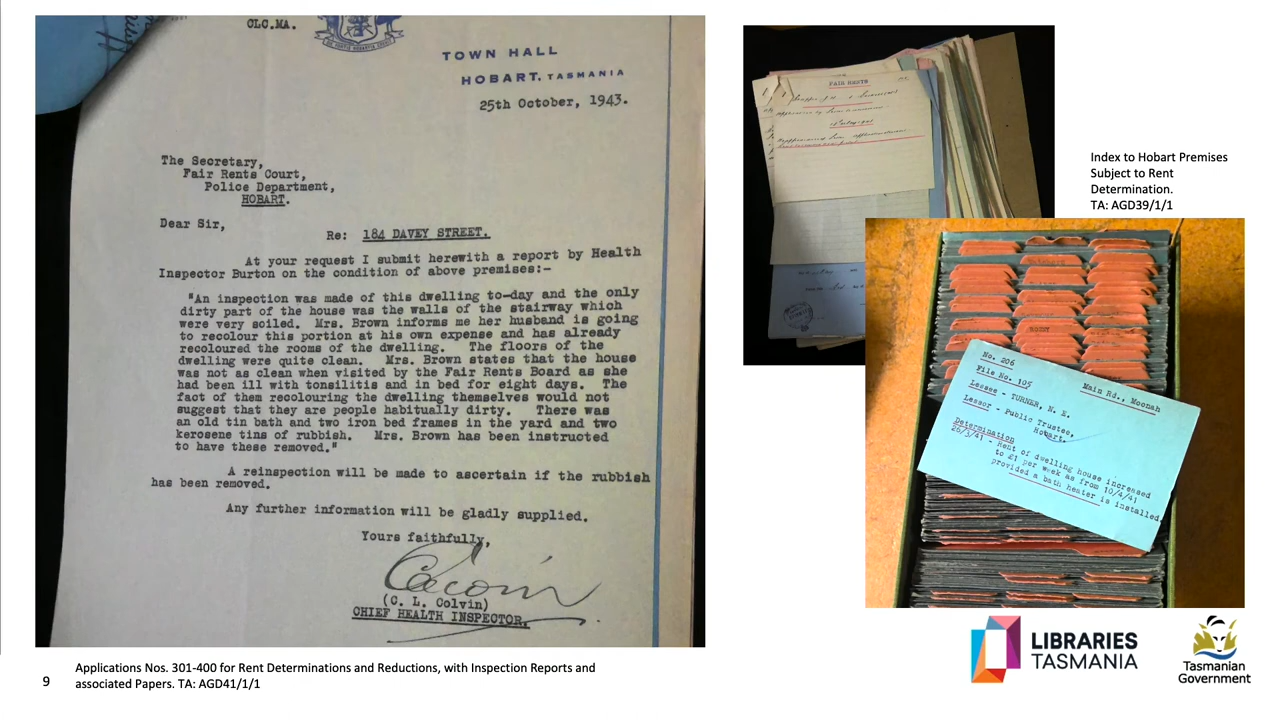 CLC.MA.
TOWN HALL
HOBART. TASMANIA
25th October, 1943.
The Secretary,
Fair Rents Court,
Police Department,
HOBART.
Dear Sir,
Re: 184 DAVEY STREET.
At your request I submit herewith a report by Health
Inspector Burton on the condition of above premises:-
"An inspection was made of this dwelling to-day and the only
dirty part of the house was the walls of the stairway which
were very soiled. Mrs. Brown informs me her husband is going
to recolour this portion at his own expense and has already
recoloured the rooms of the dwelling. The floors of the
dwelling were quite clean. Mrs. Brown states that the house
was not as clean when visited by the Fair Rents Board as she
had been ill with tonsilitis and in bed for eight days. The
fact of them recolouring the dwelling themselves would not
suggest that they are people habitually dirty. There was
an old tin bath and two iron bed frames in the yard and two
kerosene tins of rubbish. Mrs. Brown has been instructed
to have these removed."
A reinspection will be made to ascertain if the rubbish
has been removed.
Any further information will be gladly supplied.
Yours faithfully,
(C. L. Colvin)
CHIEF HEALTH INSPECTOR.
Applications Nos. 301-400 for Rent Determinations and Reductions, with Inspection Reports and
associated Papers. TA: AGD41/1/1
9
FAIR RENTS
Index to Hobart Premises
Subject to Rent
Determination.
TA: AGD39/1/1
No. 206
File No. 105
Main Rd., Moonah
Lessee - TURNER, N. E.
Lessor - Public Trustee,
Hobart.
Determination
26/3/41 - Rent of dwelling house increased
to £1 per week as from 10/4/41
provided a bath heater is installed.
LIBRARIES
TASMANIA
Tasmanian
Government